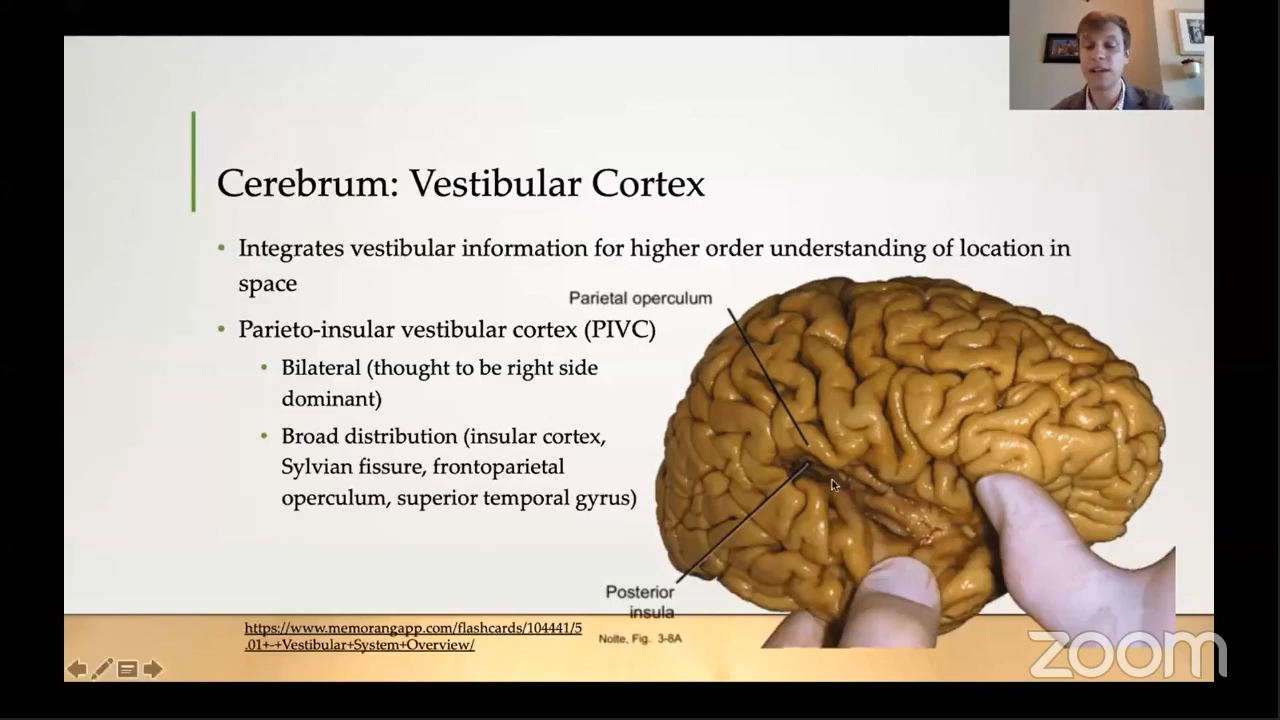 Cerebrum: Vestibular Cortex
• Integrates vestibular information for higher order understanding of location in
space
Parietal operculum
• Parieto-insular vestibular cortex (PIVC)
• Bilateral (thought to be right side
dominant)
• Broad distribution (insular cortex,
Sylvian fissure, frontoparietal
operculum, superior temporal gyrus)
Posterior
insula
https://www.memorangapp.com/flashcards/104441/5
.01+-+Vestibular+System+Overview/
Nolte, Fig. 3-8A
zoom